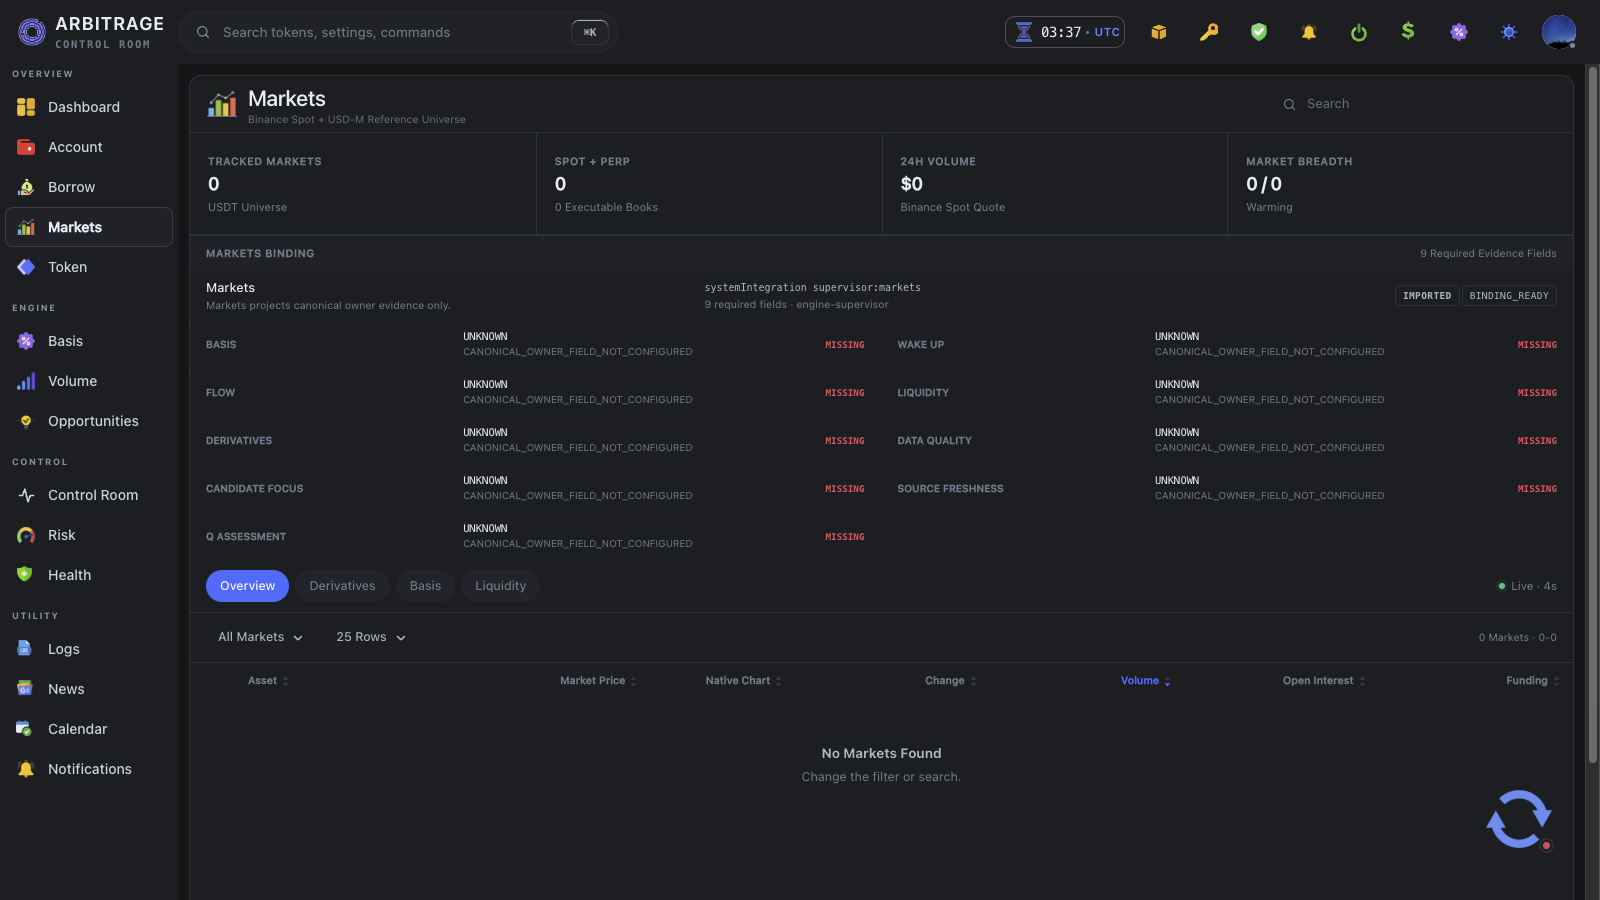 ARBITRAGE
CONTROL ROOM
Search tokens, settings, commands
⌘K
03:37 • UTC
OVERVIEW
Dashboard
Account
Borrow
Markets
Token
ENGINE
Basis
Volume
Opportunities
CONTROL
Control Room
Risk
Health
UTILITY
Logs
News
Calendar
Notifications
Markets
Binance Spot + USD-M Reference Universe
Search
TRACKED MARKETS
0
USDT Universe
SPOT + PERP
0
0 Executable Books
24H VOLUME
$0
Binance Spot Quote
MARKET BREADTH
0/0
Warming
MARKETS BINDING
9 Required Evidence Fields
Markets
Markets projects canonical owner evidence only.
systemIntegration supervisor:markets
9 required fields · engine-supervisor
IMPORTED
BINDING_READY
BASIS
UNKNOWN
CANONICAL_OWNER_FIELD_NOT_CONFIGURED
MISSING
WAKE UP
UNKNOWN
CANONICAL_OWNER_FIELD_NOT_CONFIGURED
MISSING
FLOW
UNKNOWN
CANONICAL_OWNER_FIELD_NOT_CONFIGURED
MISSING
LIQUIDITY
UNKNOWN
CANONICAL_OWNER_FIELD_NOT_CONFIGURED
MISSING
DERIVATIVES
UNKNOWN
CANONICAL_OWNER_FIELD_NOT_CONFIGURED
MISSING
DATA QUALITY
UNKNOWN
CANONICAL_OWNER_FIELD_NOT_CONFIGURED
MISSING
CANDIDATE FOCUS
UNKNOWN
CANONICAL_OWNER_FIELD_NOT_CONFIGURED
MISSING
SOURCE FRESHNESS
UNKNOWN
CANONICAL_OWNER_FIELD_NOT_CONFIGURED
MISSING
Q ASSESSMENT
UNKNOWN
CANONICAL_OWNER_FIELD_NOT_CONFIGURED
MISSING
Overview
Derivatives
Basis
Liquidity
Live · 4s
All Markets
25 Rows
0 Markets · 0-0
Asset
Market Price
Native Chart
Change
Volume
Open Interest
Funding
No Markets Found
Change the filter or search.